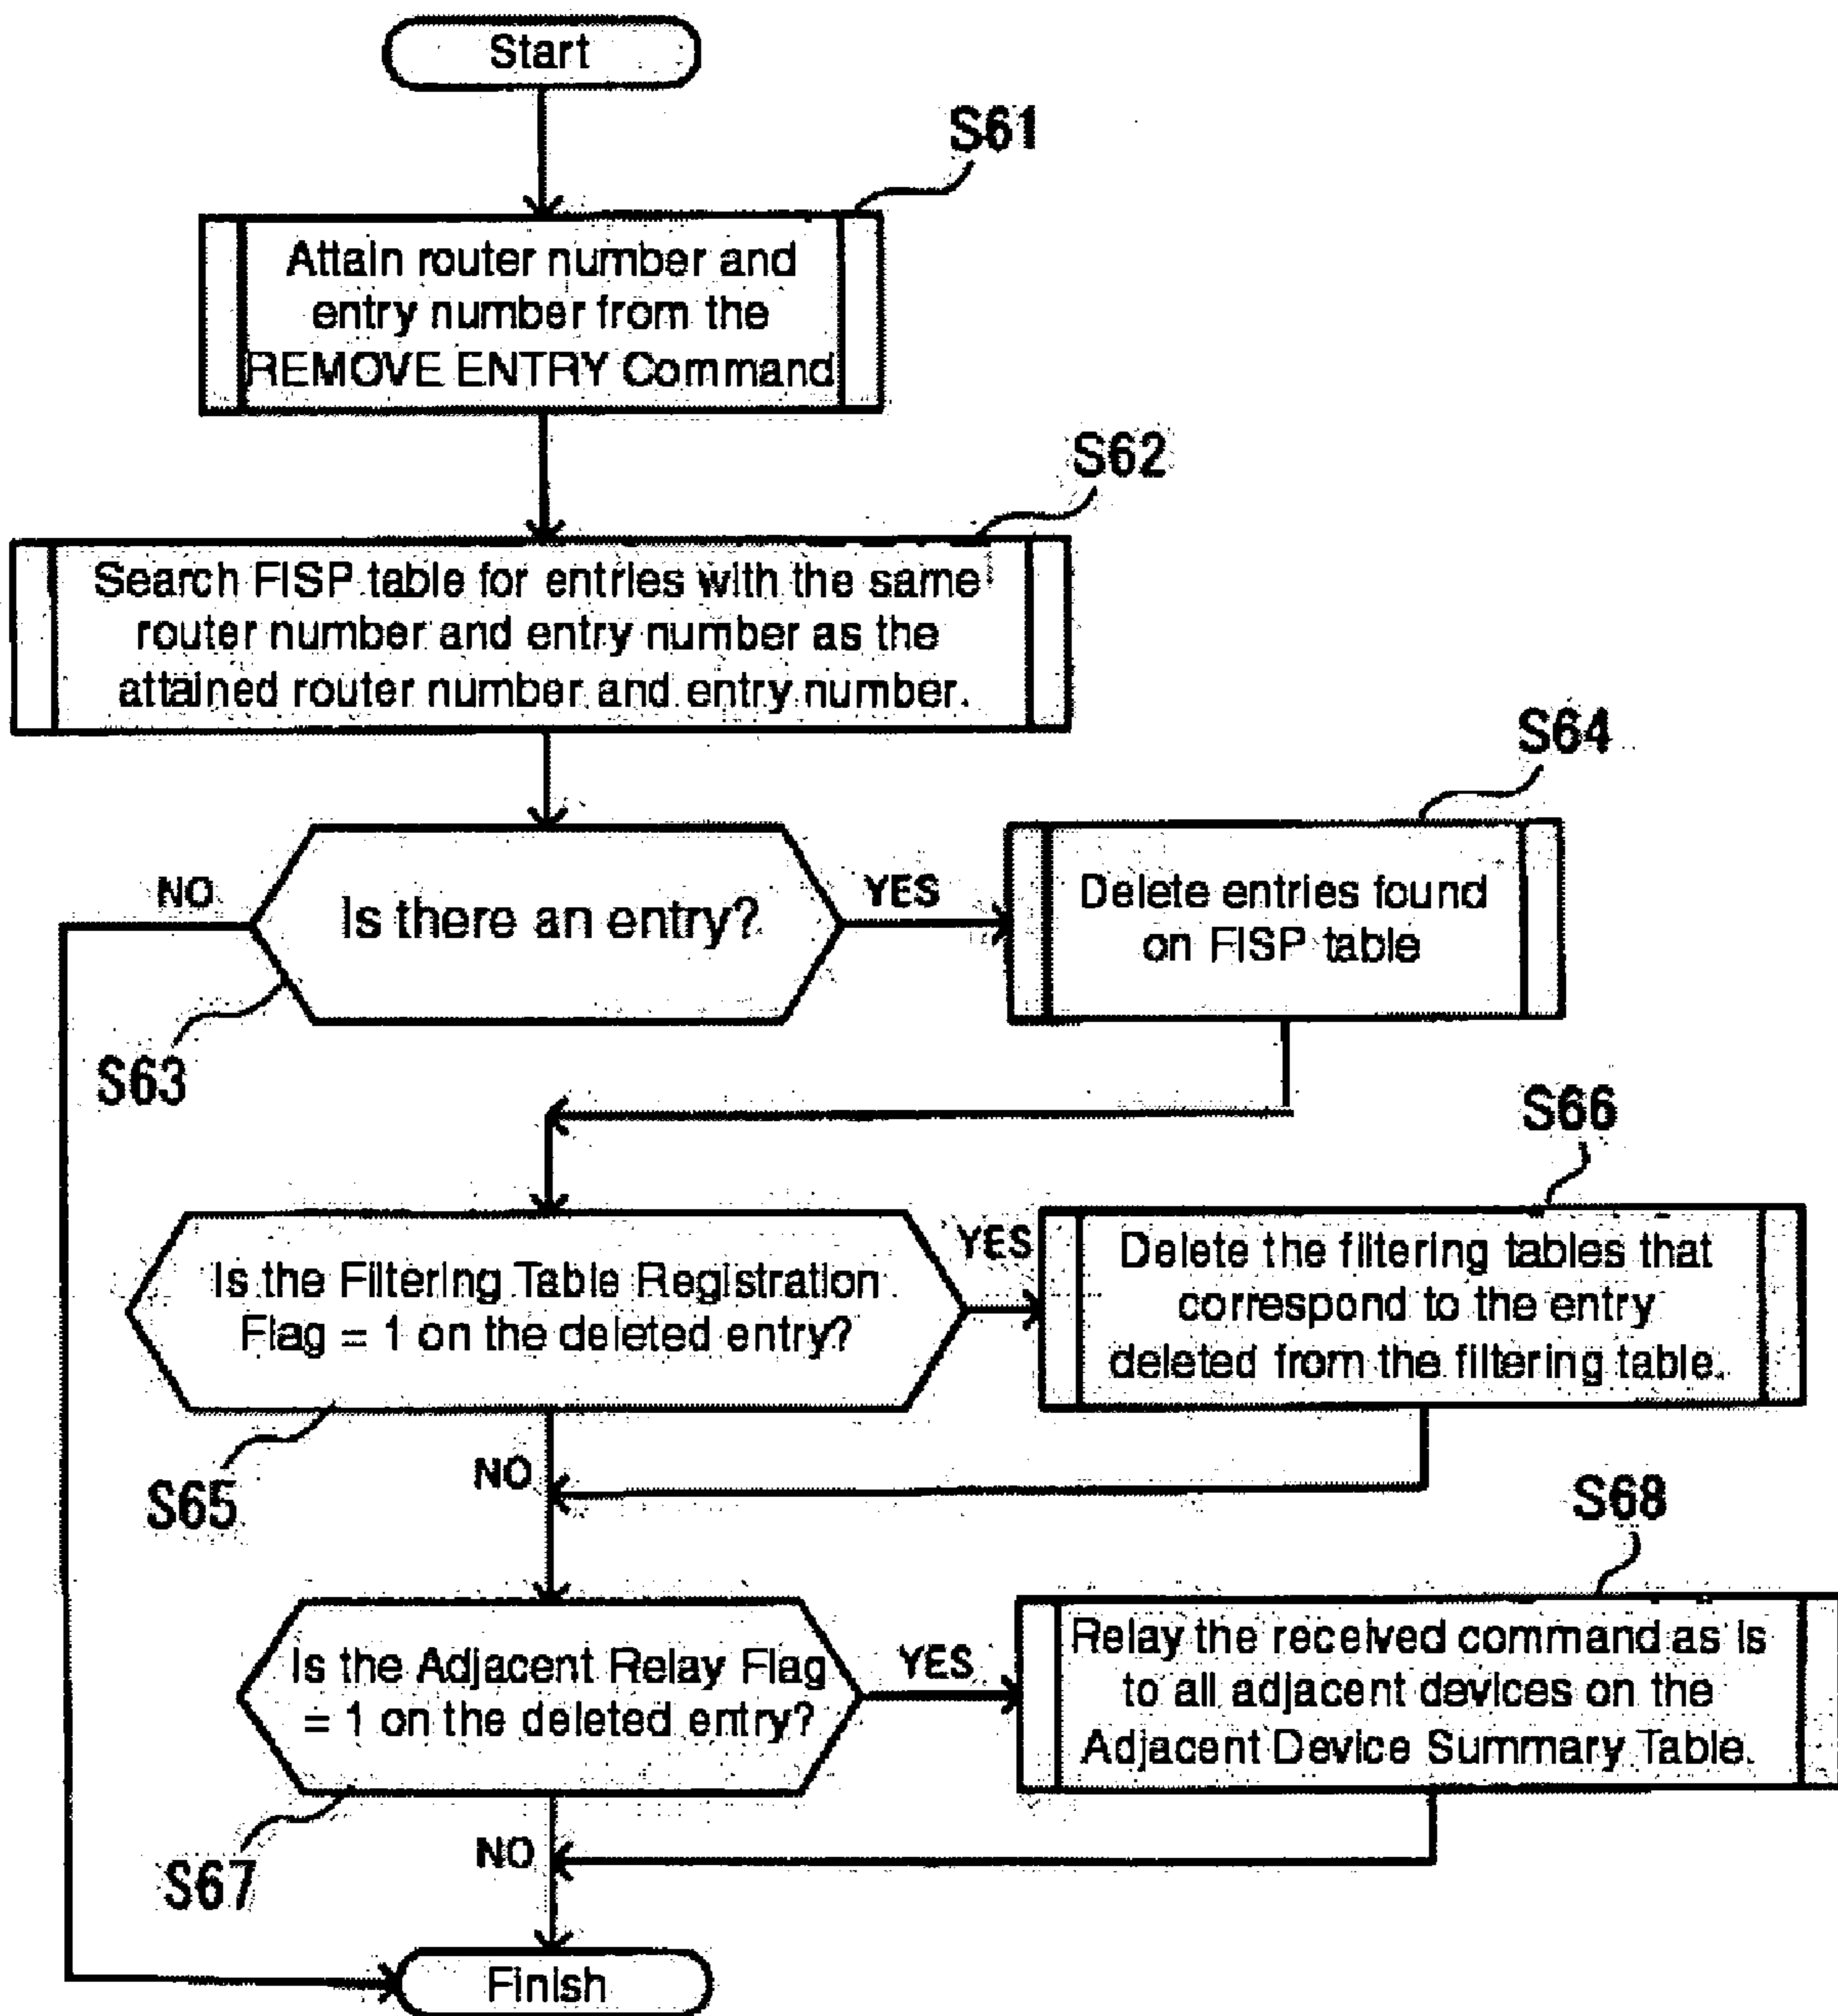 Start
S61
Attain router number and
entry number from the
REMOVE ENTRY Command
S62
Search FISP table for entries with the same
router number and entry number as the
attained router number and entry number.
S64
NO
Is there an entry?
YES
Delete entries found
on FISP table
S63
S66
Is the Filtering Table Registration
Flag = 1 on the deleted entry?
YES
Delete the filtering tables that
correspond to the entry
deleted from the filtering table.
S65
NO
S68
Is the Adjacent Relay Flag
= 1 on the deleted entry?
YES
Relay the received command as is
to all adjacent devices on the
Adjacent Device Summary Table.
S67
NO
Finish